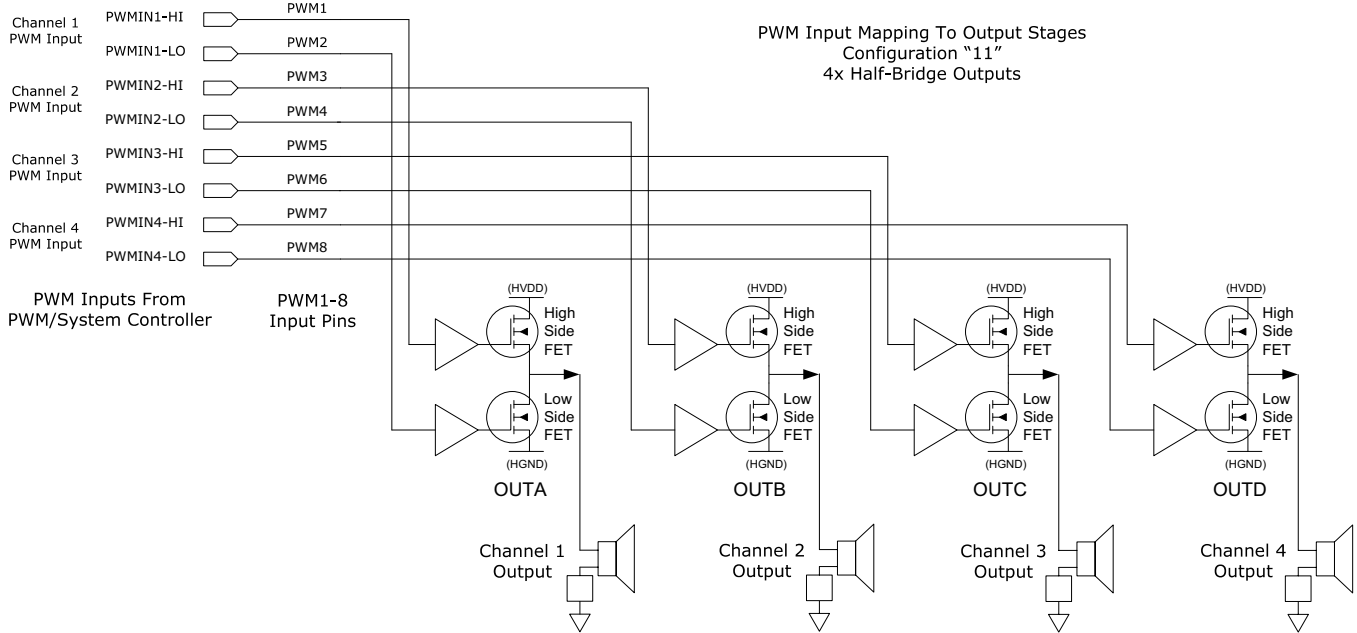 PWM Input Mapping To Output Stages
Configuration “11”
4x Half-Bridge Outputs
Channel 1
PWM Input
PWMIN1-HI
PWM1
PWMIN1-LO
PWM2
Channel 2
PWM Input
PWMIN2-HI
PWM3
PWMIN2-LO
PWM4
Channel 3
PWM Input
PWMIN3-HI
PWM5
PWMIN3-LO
PWM6
Channel 4
PWM Input
PWMIN4-HI
PWM7
PWMIN4-LO
PWM8
PWM Inputs From
PWM/System Controller
PWM1-8
Input Pins
(HVDD)
High
Side
FET
Low
Side
FET
(HGND)
OUTA
Channel 1
Output
(HVDD)
High
Side
FET
Low
Side
FET
(HGND)
OUTB
Channel 2
Output
(HVDD)
High
Side
FET
Low
Side
FET
(HGND)
OUTC
Channel 3
Output
(HVDD)
High
Side
FET
Low
Side
FET
(HGND)
OUTD
Channel 4
Output